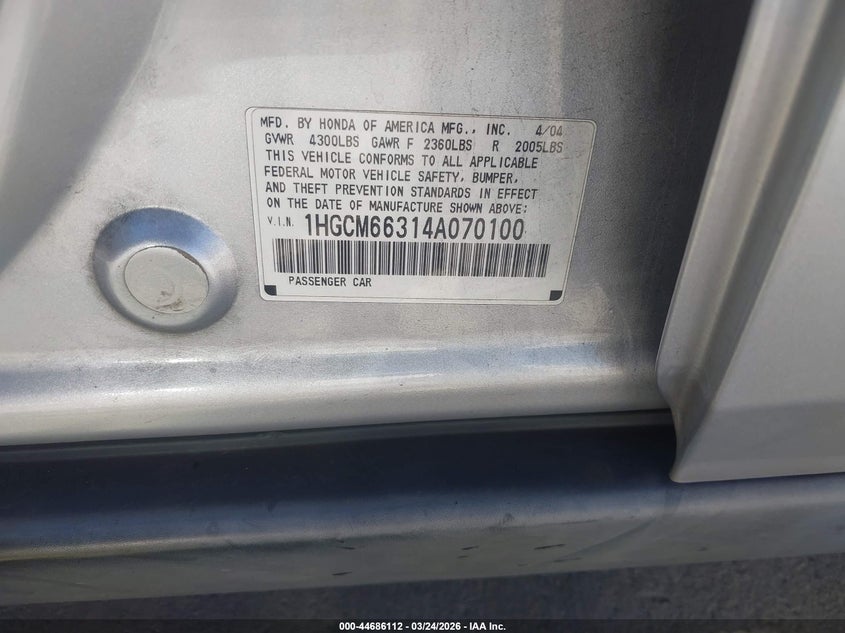 MFD. BY HONDA OF AMERICA MFG., INC. 4/04
GVWR 4300LBS GAWR F 2360LBS R 2005LBS
THIS VEHICLE CONFORMS TO ALL APPLICABLE
FEDERAL MOTOR VEHICLE SAFETY, BUMPER,
AND THEFT PREVENTION STANDARDS IN EFFECT
ON THE DATE OF MANUFACTURE SHOWN ABOVE:
V.I.N. 1HGCM66314A070100
PASSENGER CAR
000-44686112 - 03/24/2026 - IAA Inc.